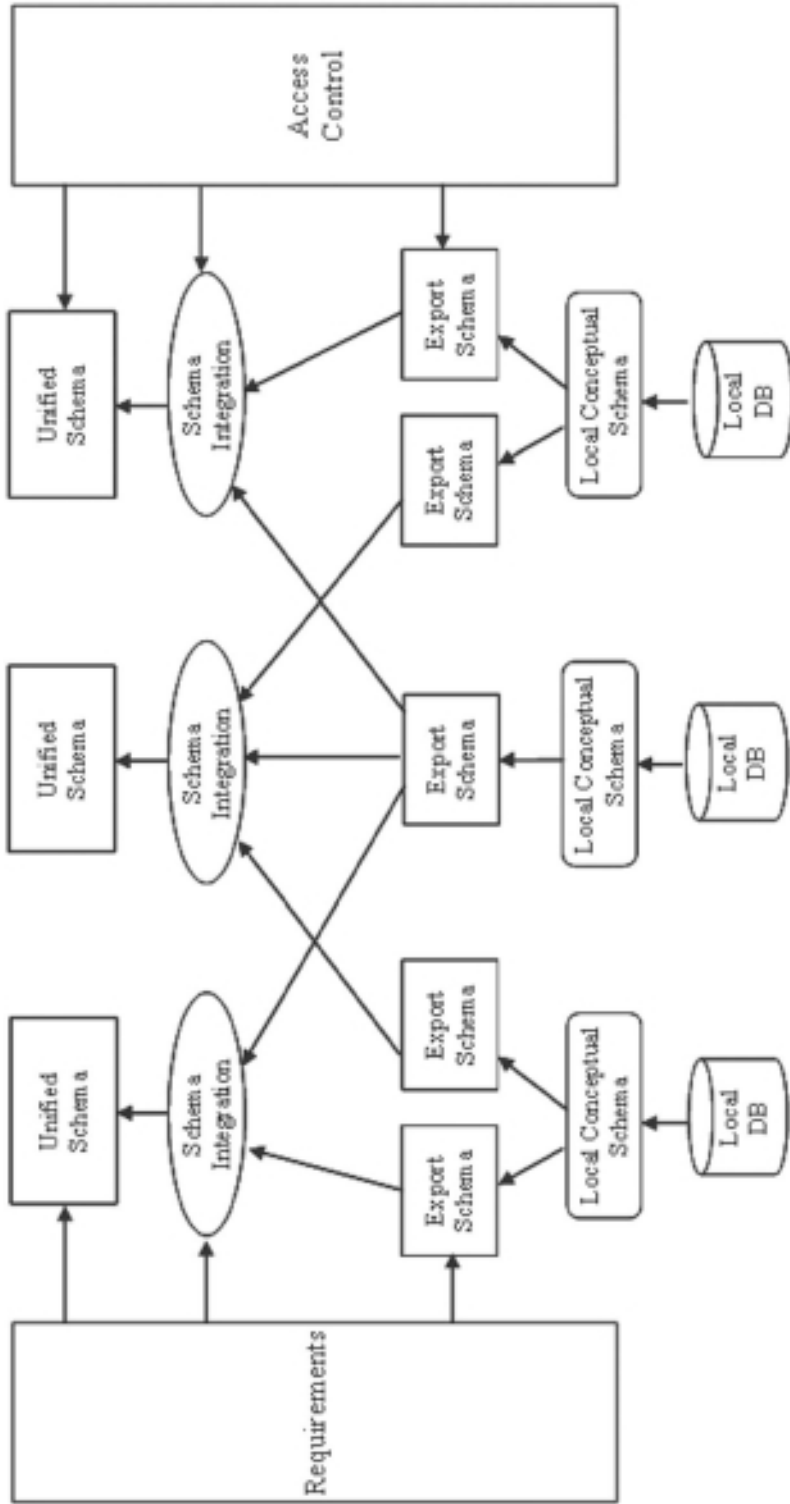 Requirements
Unified
Schema
Unified
Schema
Unified
Schema
Schema
Integration
Schema
Integration
Schema
Integration
Export
Schema
Export
Schema
Export
Schema
Export
Schema
Export
Schema
Local Conceptual
Schema
Local Conceptual
Schema
Local Conceptual
Schema
Local
DB
Local
DB
Local
DB
Access
Control